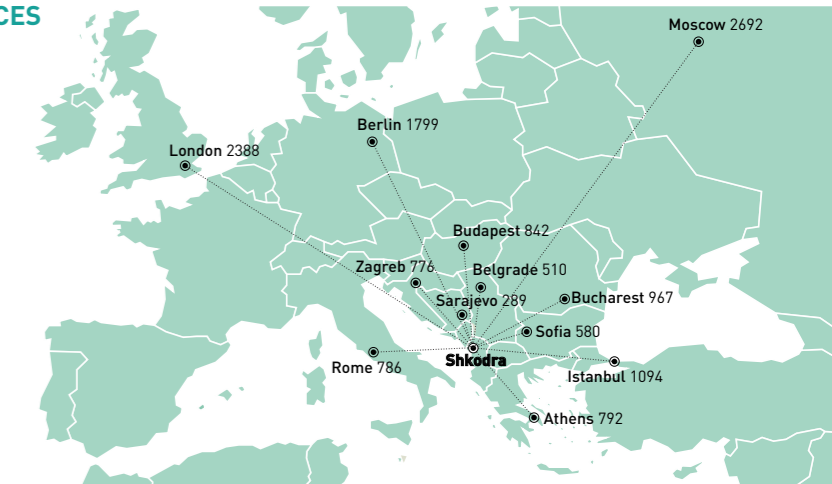 CES
Moscow 2692
Berlin 1799
London 2388
Budapest 842
Zagreb 776
Belgrade 510
Sarajevo 289
Bucharest 967
Sofia 580
Shkodra
Rome 786
Istanbul 1094
Athens 792